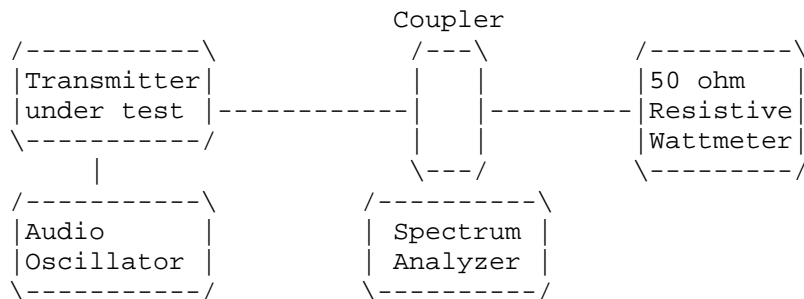 Coupler
Transmitter
under test
50 ohm
Resistive
Wattmeter
Audio
Oscillator
Spectrum
Analyzer